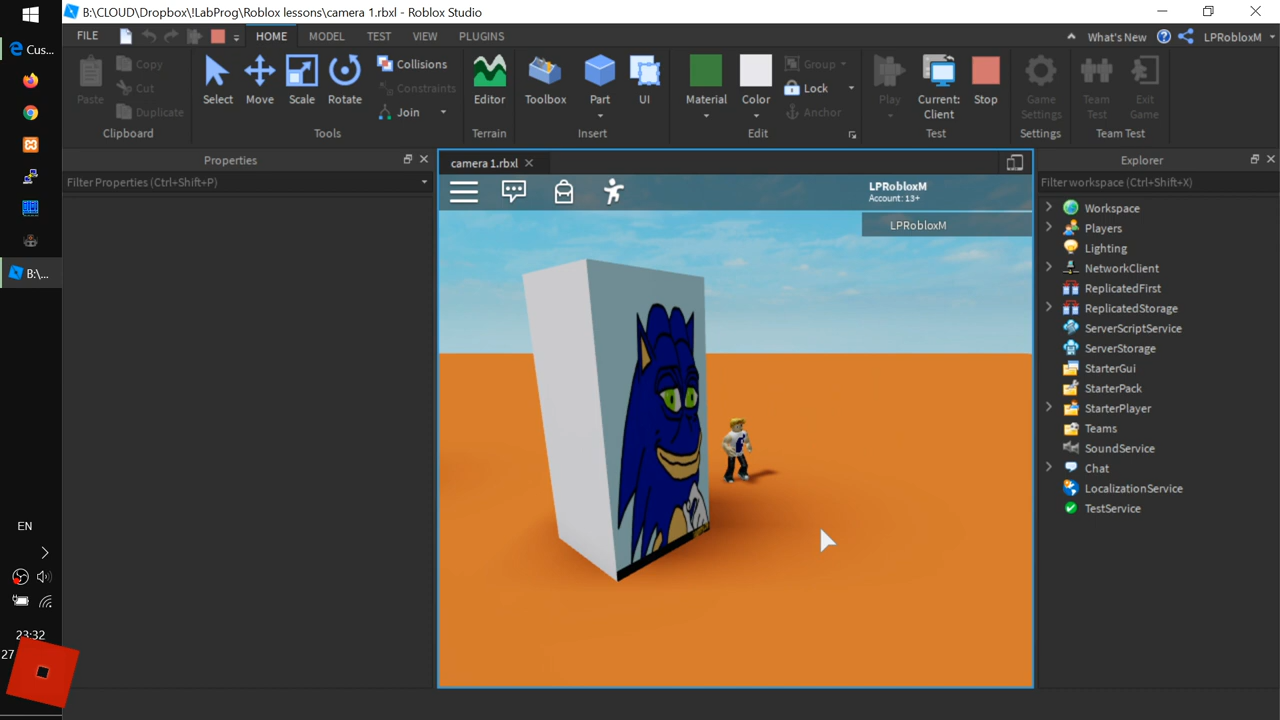 B:\CLOUD\Dropbox\!LabProg\Roblox lessons\camera 1.rbxl - Roblox Studio
Cus...
FILE HOME MODEL TEST VIEW PLUGINS What's New LPRobloxM
Paste Copy Cut Duplicate
Select Move Scale Rotate
Collisions Constraints Join
Editor Toolbox Part UI
Material Color Group Lock Anchor
Play Current: Client Stop
Game Settings Team Test Exit Game
Clipboard Tools Terrain Insert Edit Test Settings Team Test
Properties
Filter Properties (Ctrl+Shift+P)
camera 1.rbxl
LPRobloxM
Account: 13+
LPRobloxM
Explorer
Filter workspace (Ctrl+Shift+X)
Workspace
Players
Lighting
NetworkClient
ReplicatedFirst
ReplicatedStorage
ServerScriptService
ServerStorage
StarterGui
StarterPack
StarterPlayer
Teams
SoundService
Chat
LocalizationService
TestService
B:\...
EN
23:32
27